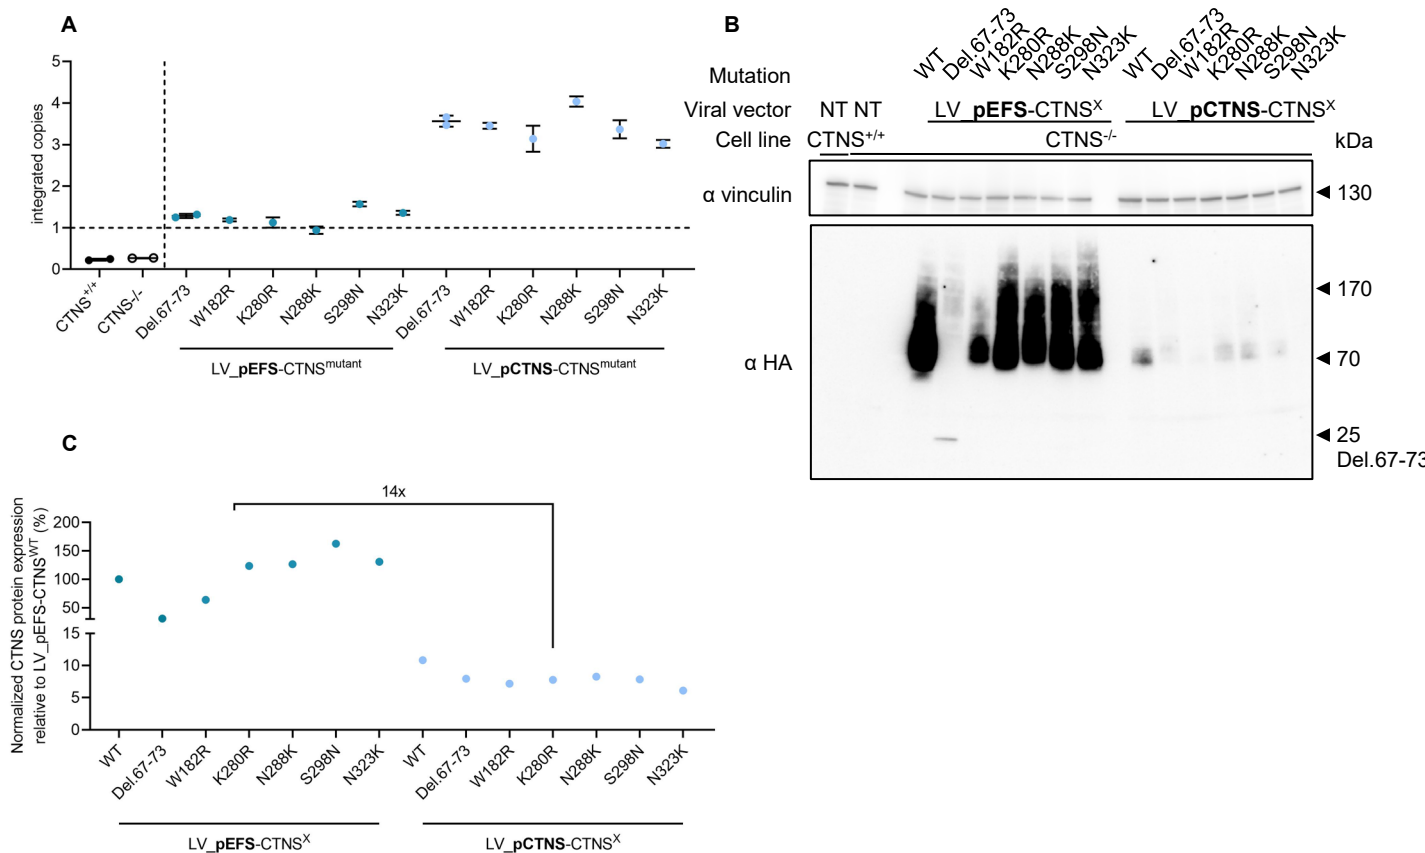 A
5
4
3
2
1
0
integrated copies
CTNS+/+
CTNS-/-
Del.67-73
W182R
K280R
N288K
S298N
N323K
Del.67-73
W182R
K280R
N288K
S298N
N323K
LV_pEFS-CTNSmutant
LV_pCTNS-CTNSmutant
B
WT
Del.67-73
W182R
K280R
N288K
S298N
N323K
WT
Del.67-73
W182R
K280R
N288K
S298N
N323K
Mutation
Viral vector NT NT LV_pEFS-CTNSX LV_pCTNS-CTNSX
Cell line CTNS+/+ CTNS-/- kDa
α vinculin
130
170
α HA
70
25
Del.67-73
C
14x
200
150
100
50
15
10
5
0
Normalized CTNS protein expression
relative to LV_pEFS-CTNSWT (%)
WT
Del.67-73
W182R
K280R
N288K
S298N
N323K
WT
Del.67-73
W182R
K280R
N288K
S298N
N323K
LV_pEFS-CTNSX
LV_pCTNS-CTNSX